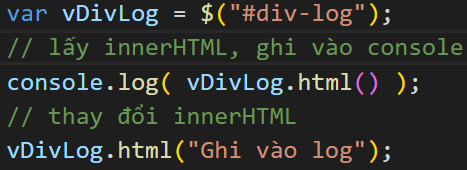 var vDivLog = $("#div-log");
// lấy innerHTML, ghi vào console
console.log( vDivLog.html() );
// thay đổi innerHTML
vDivLog.html("Ghi vào log");